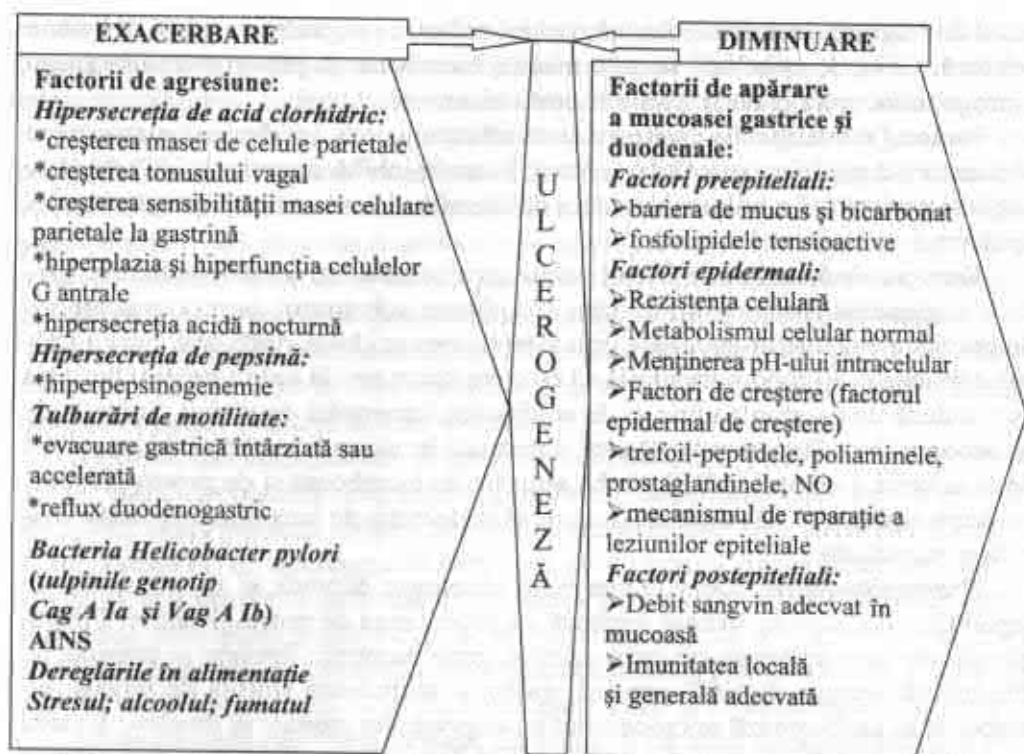 EXACERBARE
Factorii de agresiune:
Hipersecreția de acid clorhidric:
*creșterea masei de celule parietale
*creșterea tonusului vagal
*creșterea sensibilității masei celulare
parietale la gastrină
*hiperplazia și hiperfuncția celulelor
G antrale
*hipersecreția acidă nocturnă
Hipersecreția de pepsină:
*hiperpepsinogenemie
Tulburări de motilitate:
*evacuare gastrică întârziată sau
accelerată
*reflux duodenogastric
Bacteria Helicobacter pylori
(tulpinile genotip
Cag A Ia și Vag A Ib)
AINS
Dereglările în alimentație
Stresul; alcoolul; fumatul
U
L
C
E
R
O
G
E
N
E
Z
Ă
DIMINUARE
Factorii de apărare
a mucoasei gastrice și
duodenale:
Factori preepiteliali:
➢bariera de mucus și bicarbonat
➢fosfolipidele tensioactive
Factori epidermali:
➢Rezistența celulară
➢Metabolismul celular normal
➢Menținerea pH-ului intracelular
➢Factori de creștere (factorul
epidermal de creștere)
➢trefoil-peptidele, poliaminele,
prostaglandinele, NO
➢mecanismul de reparație a
leziunilor epiteliale
Factori postepiteliali:
➢Debit sangvin adecvat în
mucoasă
➢Imunitatea locală
și generală adecvată